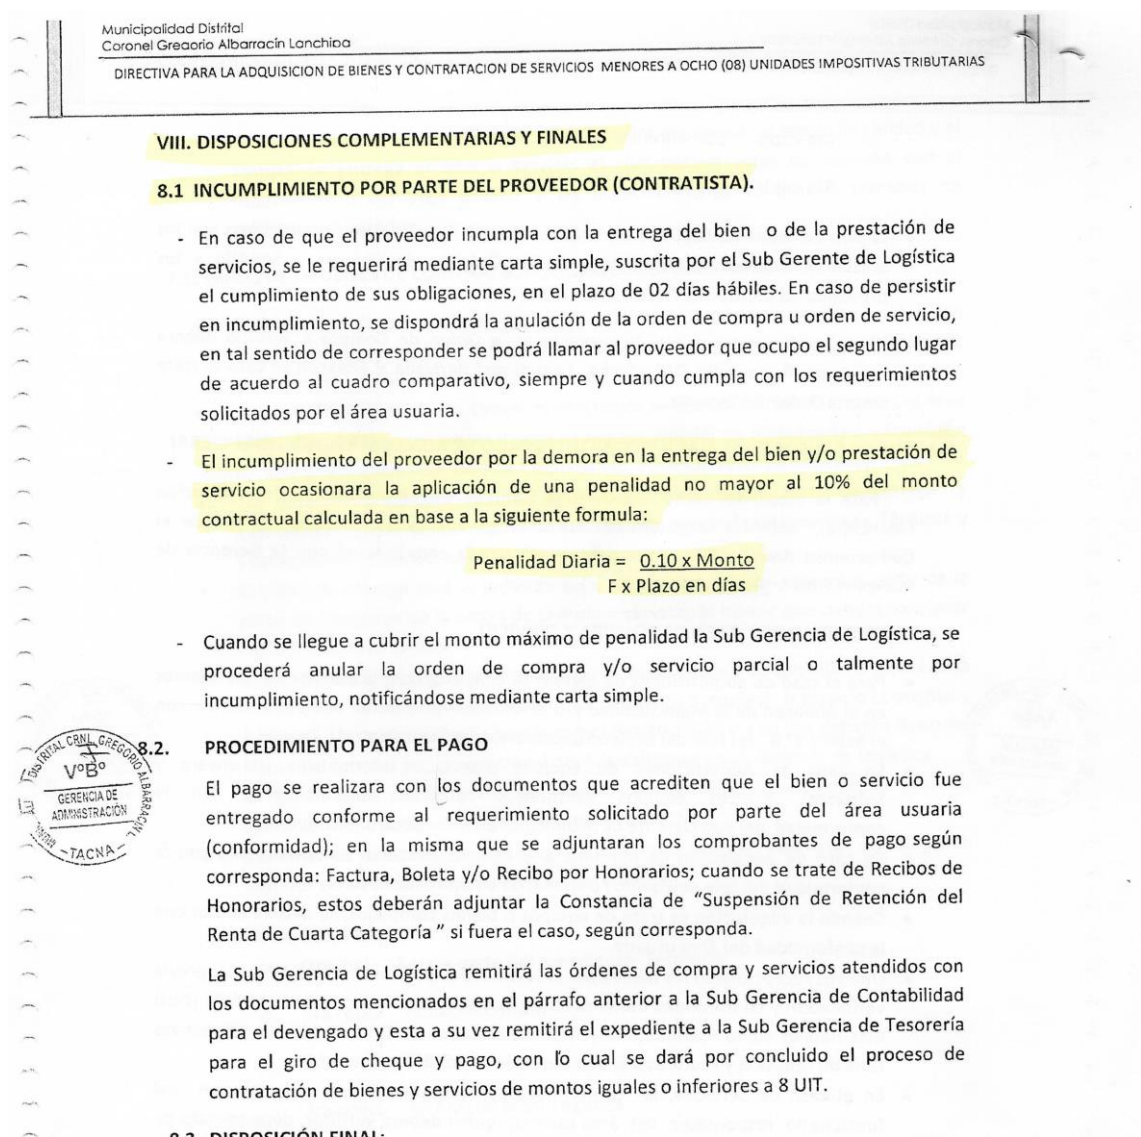 Municipalidad Distrital
Coronel Gregorio Albarracín Lanchipa
DIRECTIVA PARA LA ADQUISICION DE BIENES Y CONTRATACION DE SERVICIOS MENORES A OCHO (08) UNIDADES IMPOSITIVAS TRIBUTARIAS
VIII. DISPOSICIONES COMPLEMENTARIAS Y FINALES
8.1 INCUMPLIMIENTO POR PARTE DEL PROVEEDOR (CONTRATISTA).
- En caso de que el proveedor incumpla con la entrega del bien o de la prestación de
servicios, se le requerirá mediante carta simple, suscrita por el Sub Gerente de Logística
el cumplimiento de sus obligaciones, en el plazo de 02 días hábiles. En caso de persistir
en incumplimiento, se dispondrá la anulación de la orden de compra u orden de servicio,
en tal sentido de corresponder se podrá llamar al proveedor que ocupo el segundo lugar
de acuerdo al cuadro comparativo, siempre y cuando cumpla con los requerimientos
solicitados por el área usuaria.
- El incumplimiento del proveedor por la demora en la entrega del bien y/o prestación de
servicio ocasionara la aplicación de una penalidad no mayor al 10% del monto
contractual calculada en base a la siguiente formula:
Penalidad Diaria = 0.10 x Monto
F x Plazo en días
- Cuando se llegue a cubrir el monto máximo de penalidad la Sub Gerencia de Logística, se
procederá anular la orden de compra y/o servicio parcial o talmente por
incumplimiento, notificándose mediante carta simple.
8.2. PROCEDIMIENTO PARA EL PAGO
El pago se realizara con los documentos que acrediten que el bien o servicio fue
entregado conforme al requerimiento solicitado por parte del área usuaria
(conformidad); en la misma que se adjuntaran los comprobantes de pago según
corresponda: Factura, Boleta y/o Recibo por Honorarios; cuando se trate de Recibos de
Honorarios, estos deberán adjuntar la Constancia de "Suspensión de Retención del
Renta de Cuarta Categoría " si fuera el caso, según corresponda.
La Sub Gerencia de Logística remitirá las órdenes de compra y servicios atendidos con
los documentos mencionados en el párrafo anterior a la Sub Gerencia de Contabilidad
para el devengado y esta a su vez remitirá el expediente a la Sub Gerencia de Tesorería
para el giro de cheque y pago, con lo cual se dará por concluido el proceso de
contratación de bienes y servicios de montos iguales o inferiores a 8 UIT.
8.3 DISPOSICIÓN FINAL:
DISTRITAL CRNL. GREGORIO ALBARRACIN L.
VºBº
GERENCIA DE
ADMINISTRACIÓN
-TACNA-